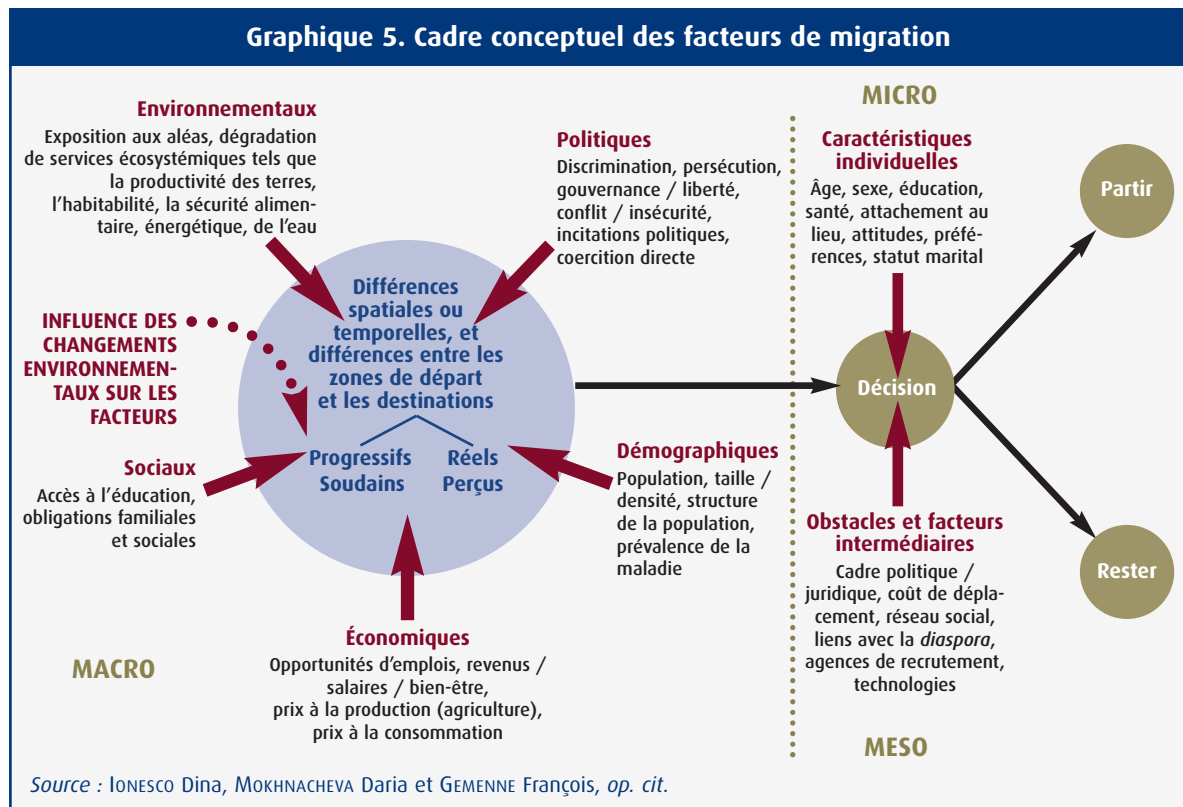 Graphique 5. Cadre conceptuel des facteurs de migration
Environnementaux
Exposition aux aléas, dégradation
de services écosystémiques tels que
la productivité des terres,
l'habitabilité, la sécurité alimen-
taire, énergétique, de l'eau
Politiques
Discrimination, persécution,
gouvernance / liberté,
conflit / insécurité,
incitations politiques,
coercition directe
INFLUENCE DES
CHANGEMENTS
ENVIRONNEMEN-
TAUX SUR LES
FACTEURS
Différences
spatiales ou
temporelles, et
différences entre les
zones de départ
et les destinations
Progressifs
Soudains
Réels
Perçus
Sociaux
Accès à l'éducation,
obligations familiales
et sociales
Démographiques
Population, taille /
densité, structure
de la population,
prévalence de la
maladie
Économiques
Opportunités d'emplois, revenus /
salaires / bien-être,
prix à la production (agriculture),
prix à la consommation
MACRO
MICRO
Caractéristiques
individuelles
Âge, sexe, éducation,
santé, attachement au
lieu, attitudes, préfé-
rences, statut marital
Décision
Partir
Rester
Obstacles et facteurs
intermédiaires
Cadre politique /
juridique, coût de dépla-
cement, réseau social,
liens avec la diaspora,
agences de recrutement,
technologies
MESO
Source : IONESCO Dina, MOKHNACHEVA Daria et GEMENNE François, op. cit.